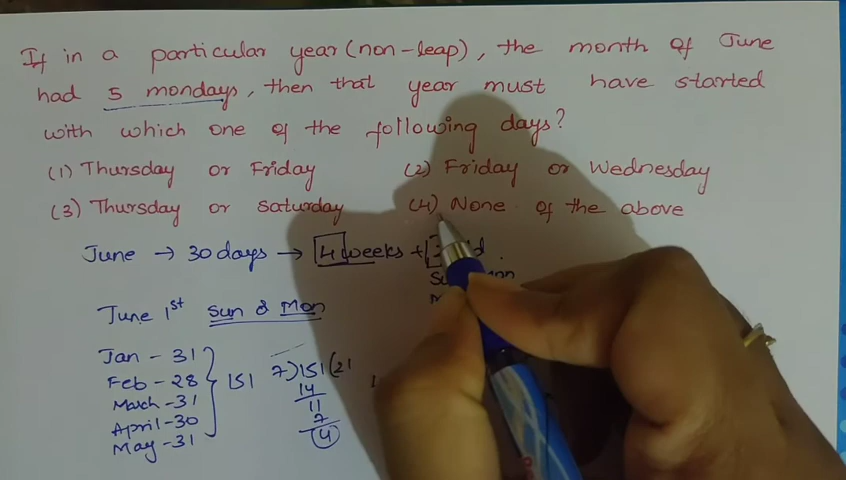 If in a particular year (non-leap), the month of June
had 5 mondays, then that year must have started
with which one of the following days?
(1) Thursday or Friday (2) Friday or Wednesday
(3) Thursday or Saturday (4) None of the above
June → 30 days → 4 weeks +
June 1st Sun & Mon
Jan - 31
Feb - 28
March - 31
April - 30
May - 31
151
7)151(21
14
11
7
4